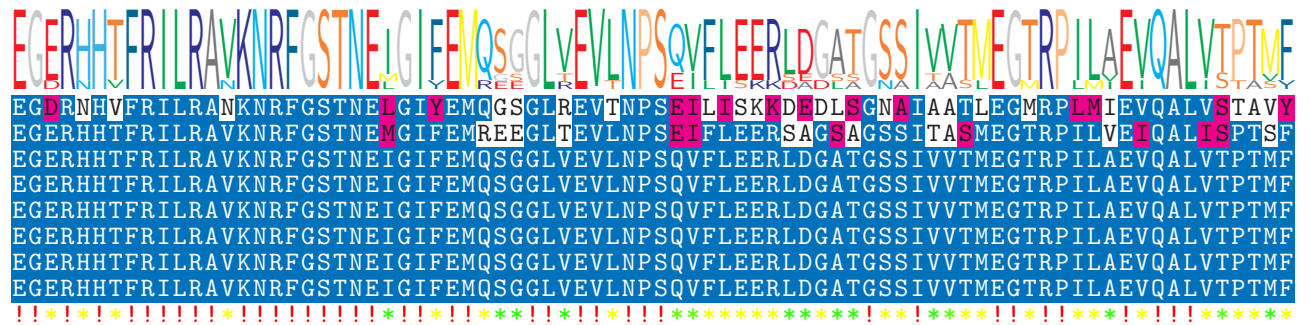 EGERHHTFRILRAVKNRFGSTNEIGIFEMQSGGLVEVLNPSQVFLEERLDGATGSSIVVTMEGTRPILAEVQALVTPTMF
EGDRNHVFRILRANKNRFGSTNELGIYEMQGSGLREVTNPSEILISKKDEDLSGNAIAATLEGMRPLMIEVQALVSTAVY
EGERHHTFRILRAVKNRFGSTNEMGIFEMREEGLTEVLNPSEIFLEERSAGSAGSSITASMEGTRPILVEIQALISPTSF
EGERHHTFRILRAVKNRFGSTNEIGIFEMQSGGLVEVLNPSQVFLEERLDGATGSSIVVTMEGTRPILAEVQALVTPTMF
EGERHHTFRILRAVKNRFGSTNEIGIFEMQSGGLVEVLNPSQVFLEERLDGATGSSIVVTMEGTRPILAEVQALVTPTMF
EGERHHTFRILRAVKNRFGSTNEIGIFEMQSGGLVEVLNPSQVFLEERLDGATGSSIVVTMEGTRPILAEVQALVTPTMF
EGERHHTFRILRAVKNRFGSTNEIGIFEMQSGGLVEVLNPSQVFLEERLDGATGSSIVVTMEGTRPILAEVQALVTPTMF
EGERHHTFRILRAVKNRFGSTNEIGIFEMQSGGLVEVLNPSQVFLEERLDGATGSSIVVTMEGTRPILAEVQALVTPTMF
EGERHHTFRILRAVKNRFGSTNEIGIFEMQSGGLVEVLNPSQVFLEERLDGATGSSIVVTMEGTRPILAEVQALVTPTMF
!!*!*!*!!!!!!*!!!!!!!!!*!!*!!***!!*!!*!!!************!**!****!!*!!***!*!!!******